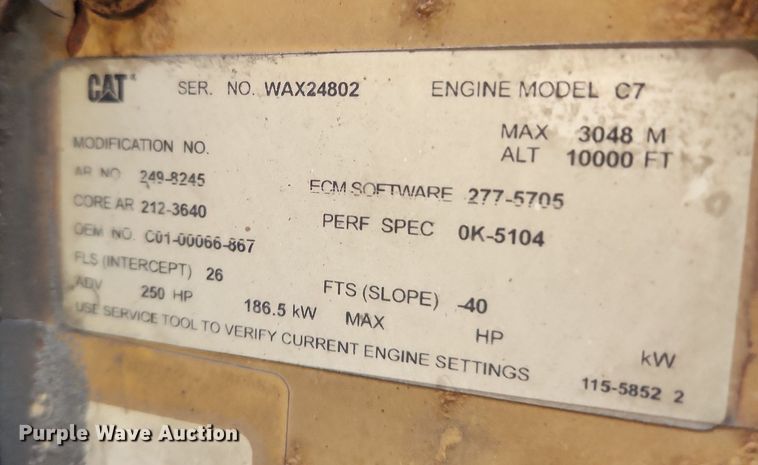 CAT SER. NO. WAX24802 ENGINE MODEL C7
MAX 3048 M
MODIFICATION NO. ALT 10000 FT
AR NO 249-8245 ECM SOFTWARE 277-5705
CORE AR 212-3640 PERF SPEC 0K-5104
OEM NO. C01-00066-867
FLS (INTERCEPT) 26 FTS (SLOPE) -40
ADV 250 HP 186.5 kW MAX HP kW
USE SERVICE TOOL TO VERIFY CURRENT ENGINE SETTINGS 115-5852 2
Purple Wave Auction